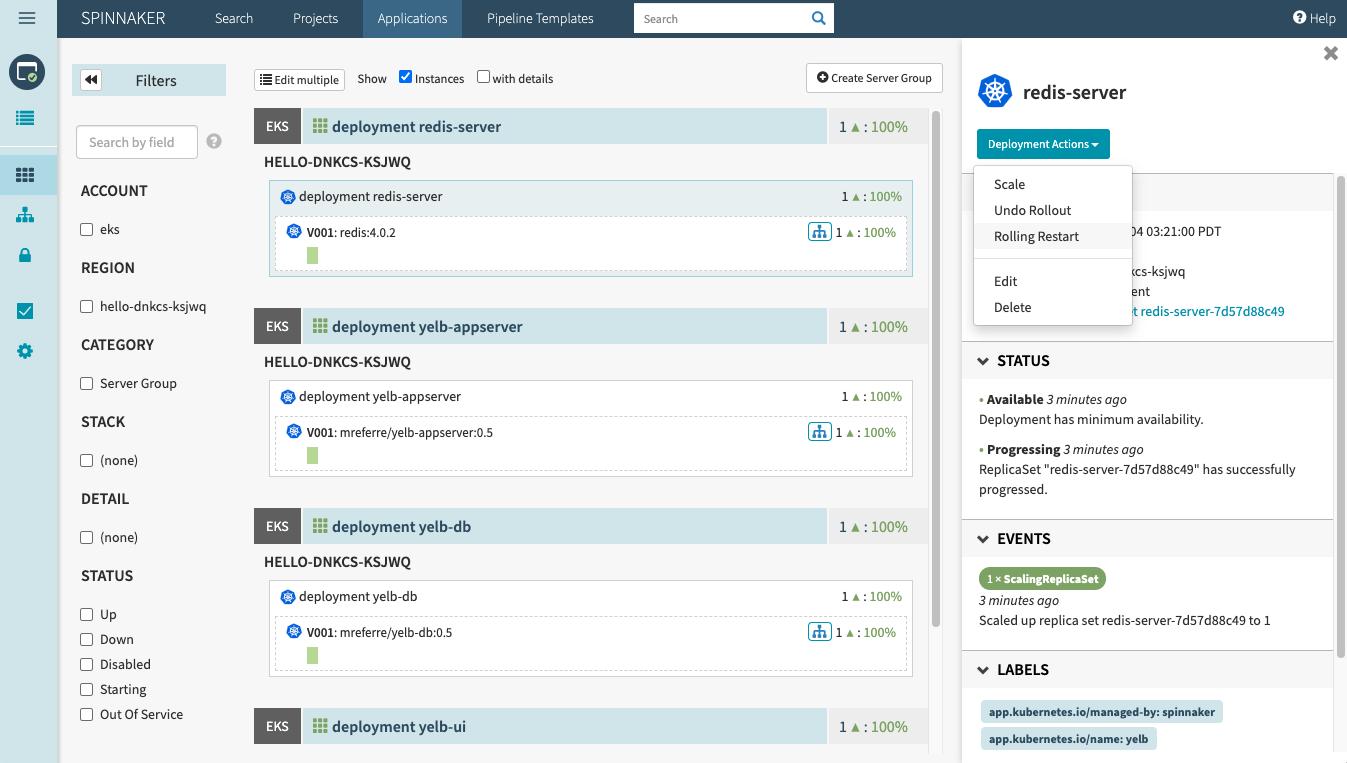 SPINNAKER
Search
Projects
Applications
Pipeline Templates
Search
Help
Filters
Search by field
ACCOUNT
eks
REGION
hello-dnkcs-ksjwq
CATEGORY
Server Group
STACK
(none)
DETAIL
(none)
STATUS
Up
Down
Disabled
Starting
Out Of Service
Edit multiple
Show
Instances
with details
Create Server Group
EKS deployment redis-server 1 ▲ : 100%
HELLO-DNKCS-KSJWQ
deployment redis-server 1 ▲ : 100%
V001: redis:4.0.2 1 ▲ : 100%
EKS deployment yelb-appserver 1 ▲ : 100%
HELLO-DNKCS-KSJWQ
deployment yelb-appserver 1 ▲ : 100%
V001: mreferre/yelb-appserver:0.5 1 ▲ : 100%
EKS deployment yelb-db 1 ▲ : 100%
HELLO-DNKCS-KSJWQ
deployment yelb-db 1 ▲ : 100%
V001: mreferre/yelb-db:0.5 1 ▲ : 100%
EKS deployment yelb-ui 1 ▲ : 100%
redis-server
Deployment Actions
Scale
Undo Rollout
Rolling Restart
Edit
Delete
04 03:21:00 PDT
cs-ksjwq
ent
t redis-server-7d57d88c49
STATUS
• Available 3 minutes ago
Deployment has minimum availability.
• Progressing 3 minutes ago
ReplicaSet "redis-server-7d57d88c49" has successfully
progressed.
EVENTS
1 × ScalingReplicaSet
3 minutes ago
Scaled up replica set redis-server-7d57d88c49 to 1
LABELS
app.kubernetes.io/managed-by: spinnaker
app.kubernetes.io/name: yelb